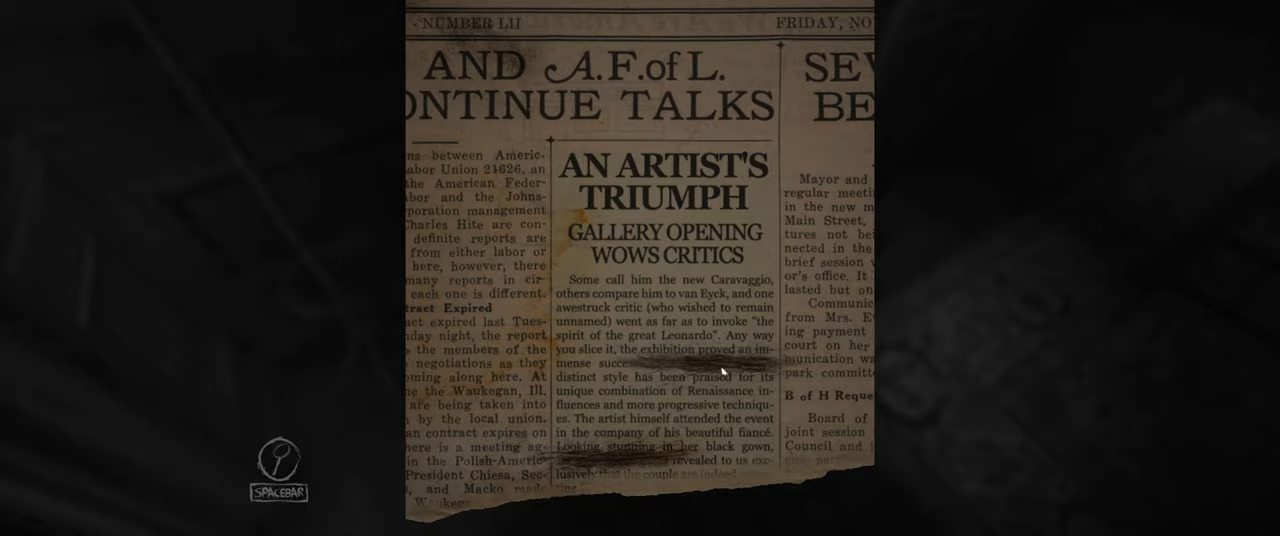 - NUMBER LII
FRIDAY, NO
AND A.F.of L.
ONTINUE TALKS
SEV
BE
ns between Americ-
abor Union 21626, an
the American Feder-
bor and the Johns-
poration management
Charles Hite are con-
definite reports are
from either labor or
here, however, there
many reports in cir-
each one is different.
tract Expired
act expired last Tues-
day night, the report
the members of the
negotiations as they
oming along here. At
ne the Waukegan, Ill.
are being taken into
by the local union.
an contract expires on
here is a meeting ag-
in the Polish-Americ-
President Chiesa, Sec-
, and Macko made
Waukeg
AN ARTIST'S
TRIUMPH
GALLERY OPENING
WOWS CRITICS
Some call him the new Caravaggio,
others compare him to van Eyck, and one
awestruck critic (who wished to remain
unnamed) went as far as to invoke "the
spirit of the great Leonardo". Any way
you slice it, the exhibition proved an im-
mense succe
distinct style has been praised for its
unique combination of Renaissance in-
fluences and more progressive techniqu-
es. The artist himself attended the event
in the company of his beautiful fiancé.
Looking stunning in her black gown,
revealed to us exc-
lusively that the couple are indeed
Mayor and
regular meeti
in the new m
Main Street,
tures not bei
nected in the
brief session v
or's office. It
lasted but on
Communic
from Mrs. E
ing payment
court on her
munication wa
park committe
B of H Reque
Board of
joint session
Council and
SPACEBAR